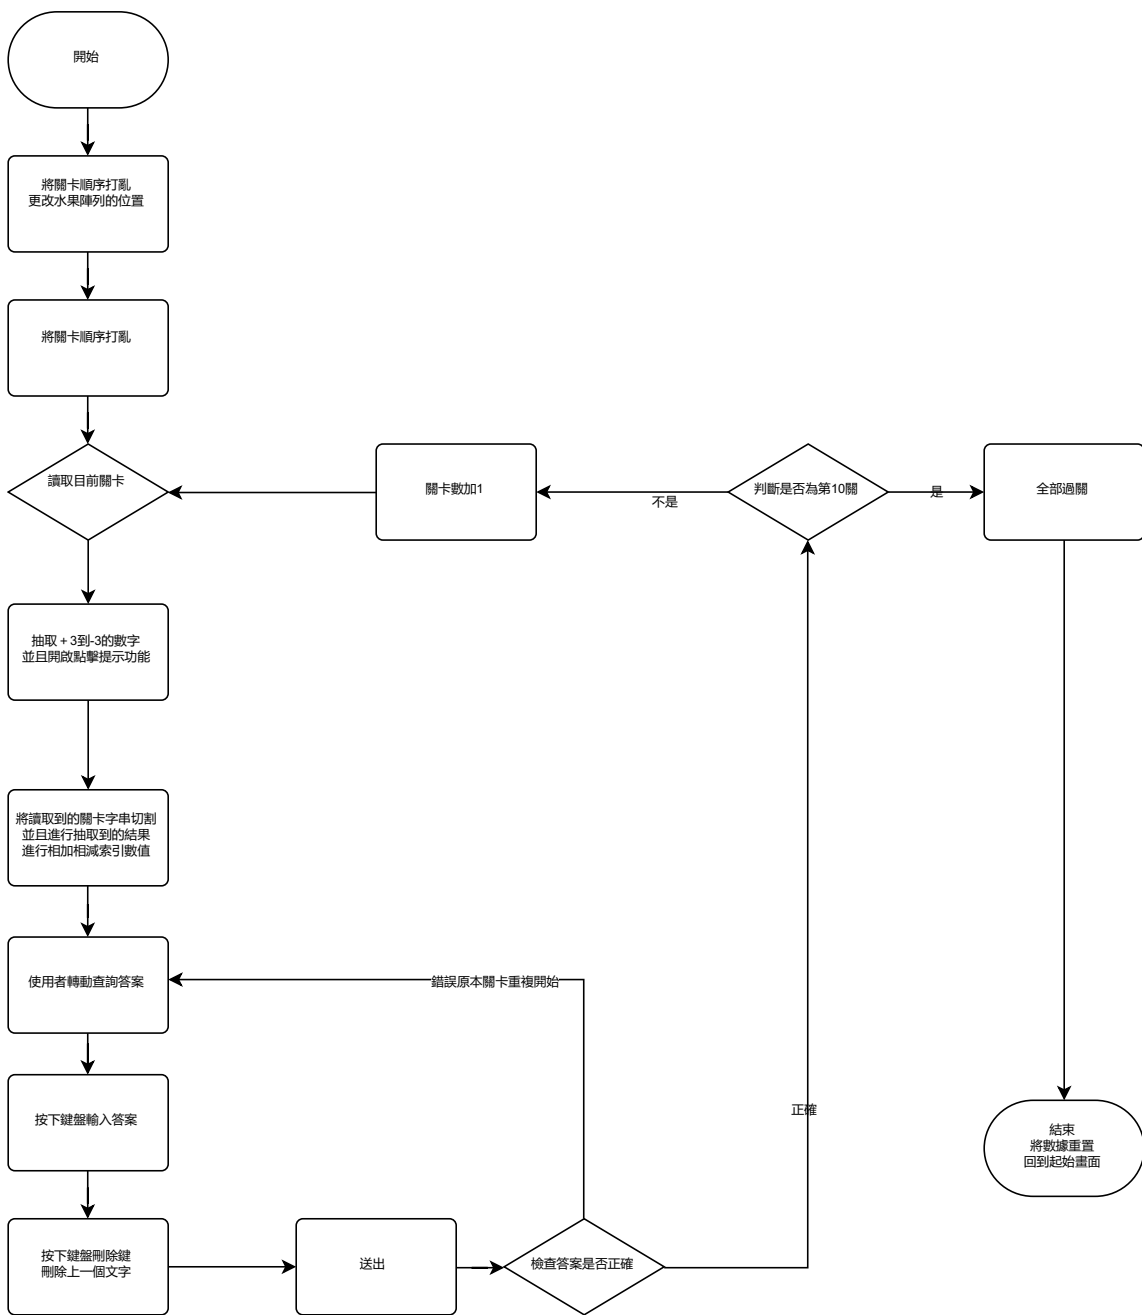 開始
將關卡順序打亂
更改水果陣列的位置
將關卡順序打亂
讀取目前關卡
關卡數加1
不是
判斷是否為第10關
是
全部過關
抽取+3到-3的數字
並且開啟點擊提示功能
將讀取到的關卡字串切割
並且進行抽取到的結果
進行相加相減索引數值
使用者轉動查詢答案
錯誤原本關卡重複開始
按下鍵盤輸入答案
正確
結束
將數據重置
回到起始畫面
按下鍵盤刪除鍵
刪除上一個文字
送出
檢查答案是否正確